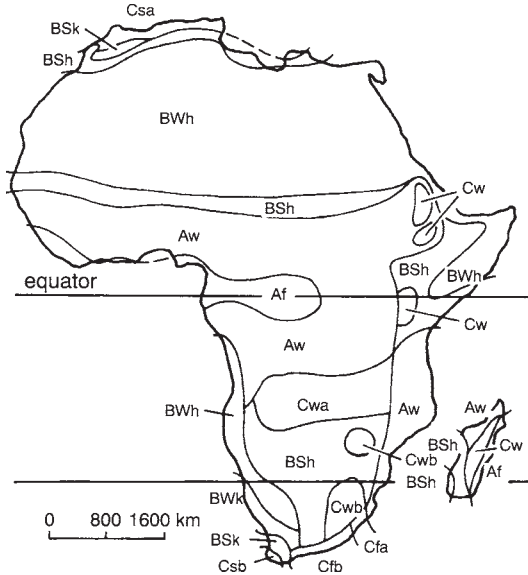 Csa
BSk
BSh
BWh
Cw
BSh
Aw
BSh
BWh
equator
Af
Cw
Aw
Cwa
Aw
Aw
BWh
BSh
Cw
Cwb
BSh
BSh
Af
BWk
Cwb
0 800 1600 km
BSk
Cfa
Csb
Cfb